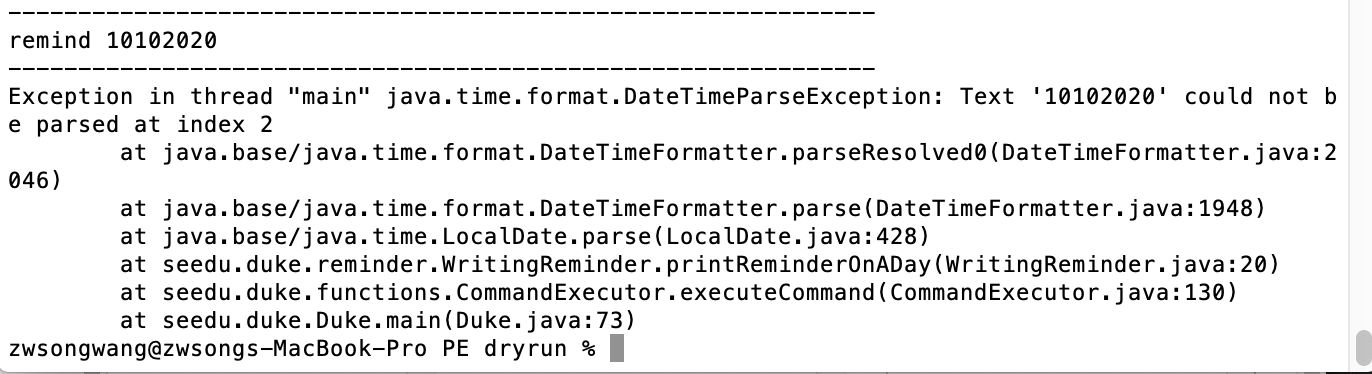 ---------------------------------------------------------------
remind 10102020
---------------------------------------------------------------
Exception in thread "main" java.time.format.DateTimeParseException: Text '10102020' could not b
e parsed at index 2
        at java.base/java.time.format.DateTimeFormatter.parseResolved0(DateTimeFormatter.java:2
046)
        at java.base/java.time.format.DateTimeFormatter.parse(DateTimeFormatter.java:1948)
        at java.base/java.time.LocalDate.parse(LocalDate.java:428)
        at seedu.duke.reminder.WritingReminder.printReminderOnADay(WritingReminder.java:20)
        at seedu.duke.functions.CommandExecutor.executeCommand(CommandExecutor.java:130)
        at seedu.duke.Duke.main(Duke.java:73)
zwsongwang@zwsongs-MacBook-Pro PE dryrun %